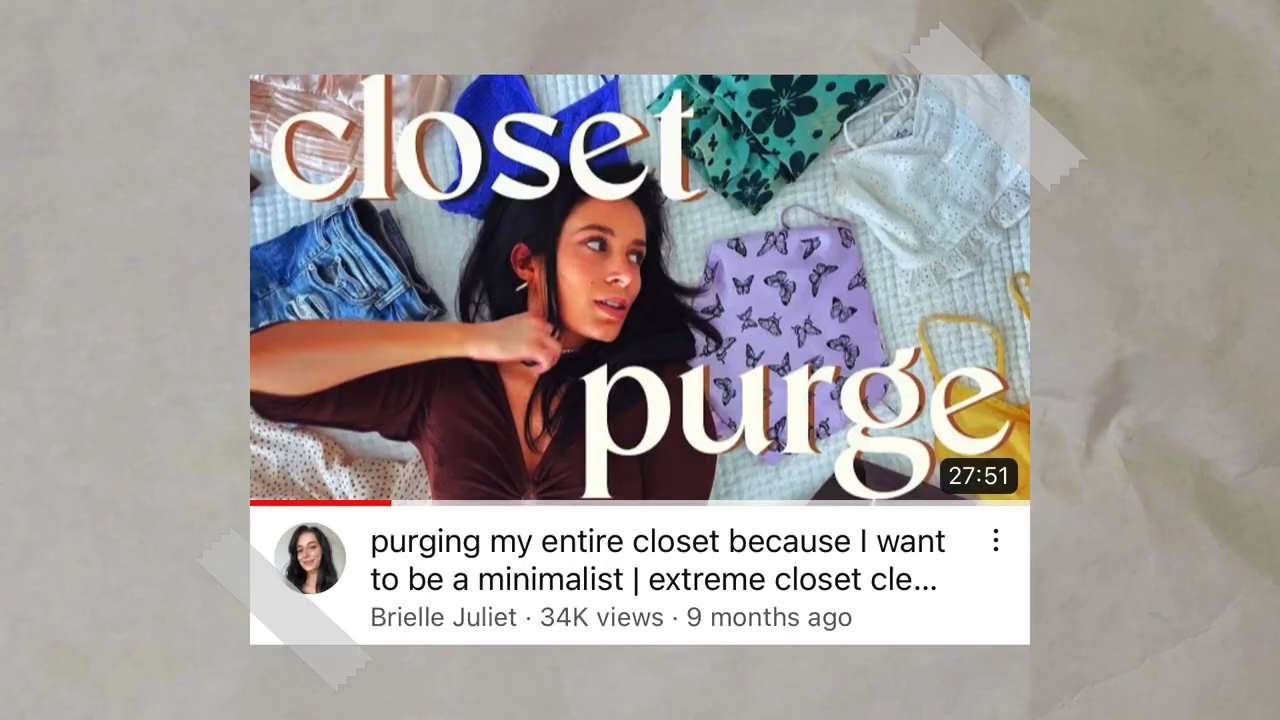 closet
purge
27:51
purging my entire closet because I want
to be a minimalist | extreme closet cle...
Brielle Juliet · 34K views · 9 months ago